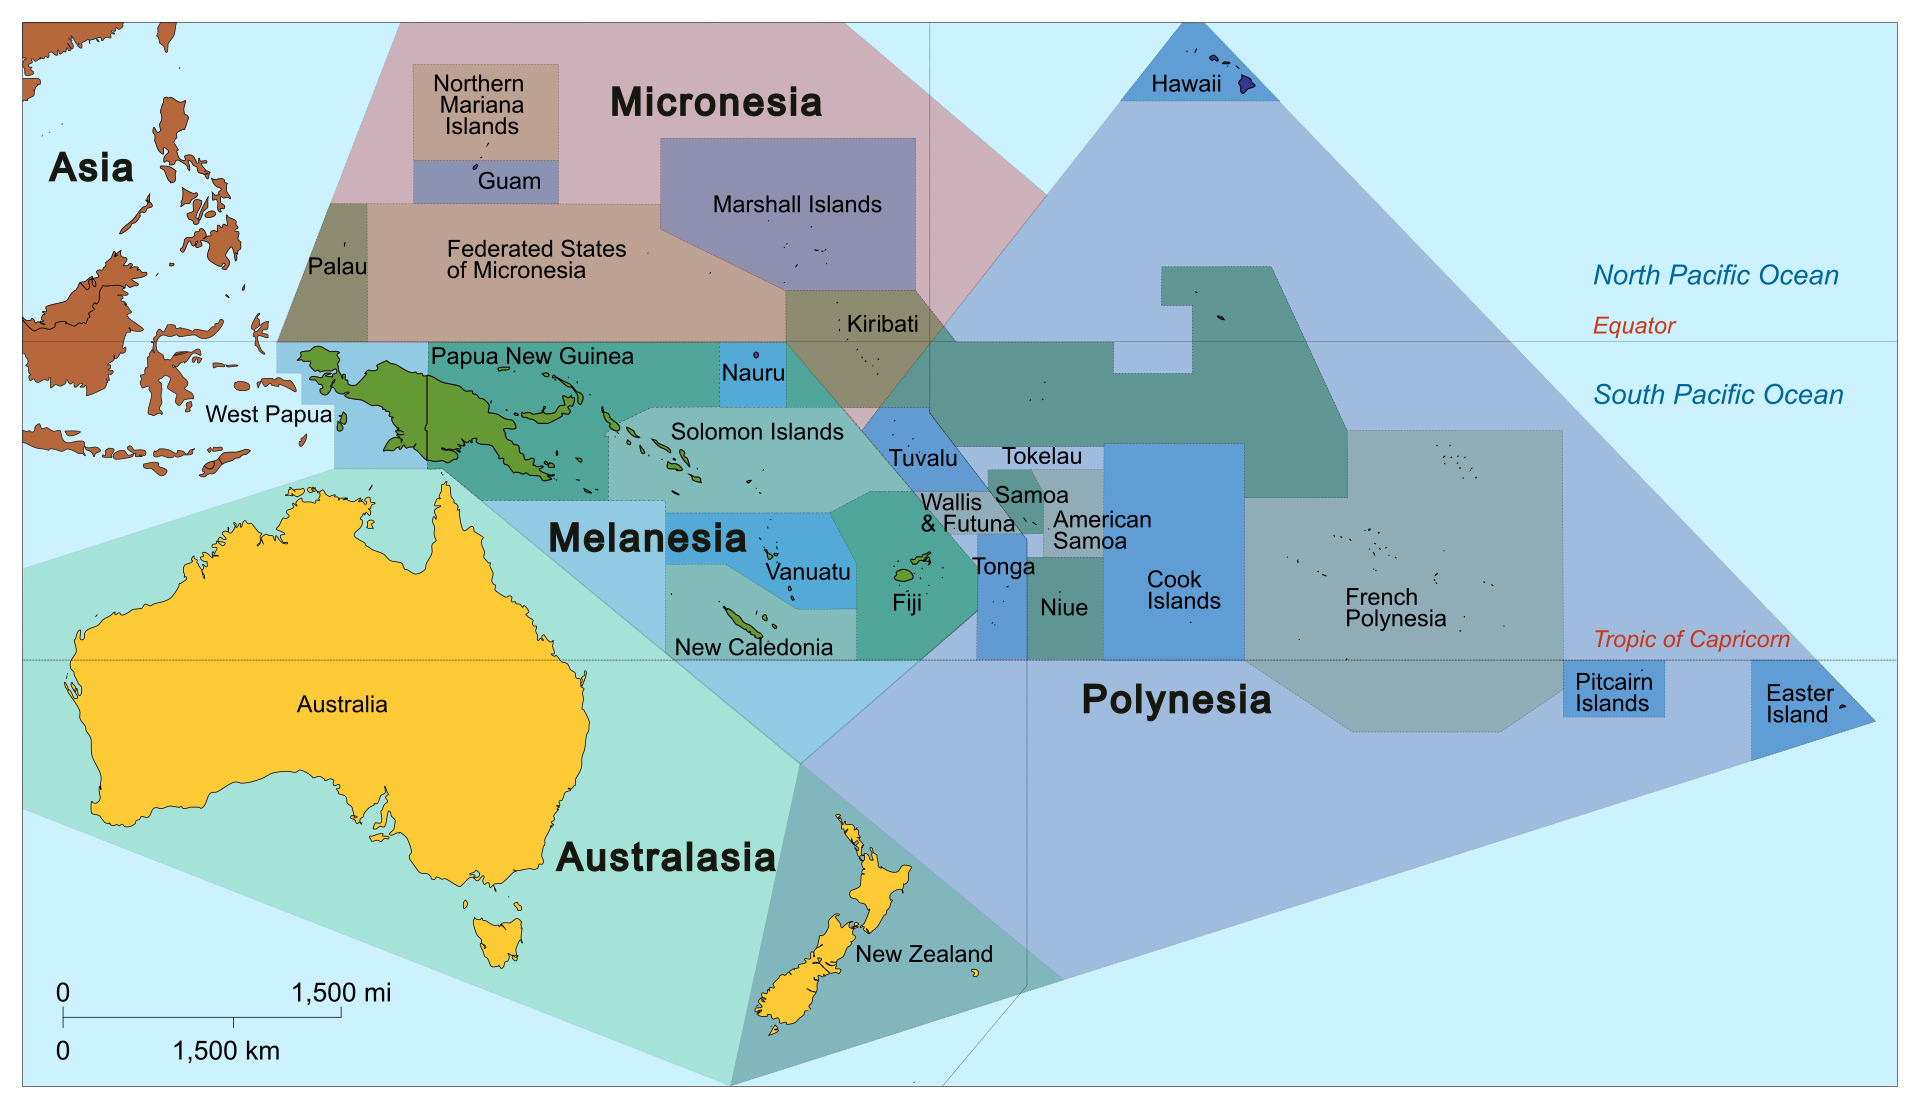 Northern
Mariana
Islands
Micronesia
Hawaii
Asia
Guam
Marshall Islands
Federated States
of Micronesia
Palau
North Pacific Ocean
Kiribati
Equator
Papua New Guinea
Nauru
South Pacific Ocean
West Papua
Solomon Islands
Tuvalu
Tokelau
Wallis
& Futuna
Samoa
American
Samoa
Melanesia
Vanuatu
Tonga
Fiji
Niue
Cook
Islands
French
Polynesia
New Caledonia
Tropic of Capricorn
Polynesia
Pitcairn
Islands
Easter
Island
Australia
Australasia
New Zealand
0
1,500 mi
0
1,500 km